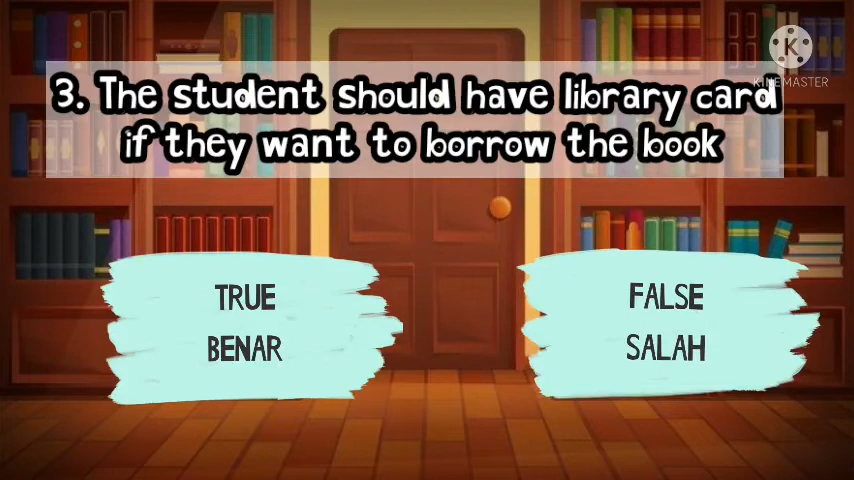 K
KINEMASTER
3. The student should have library card
if they want to borrow the book
TRUE
BENAR
FALSE
SALAH